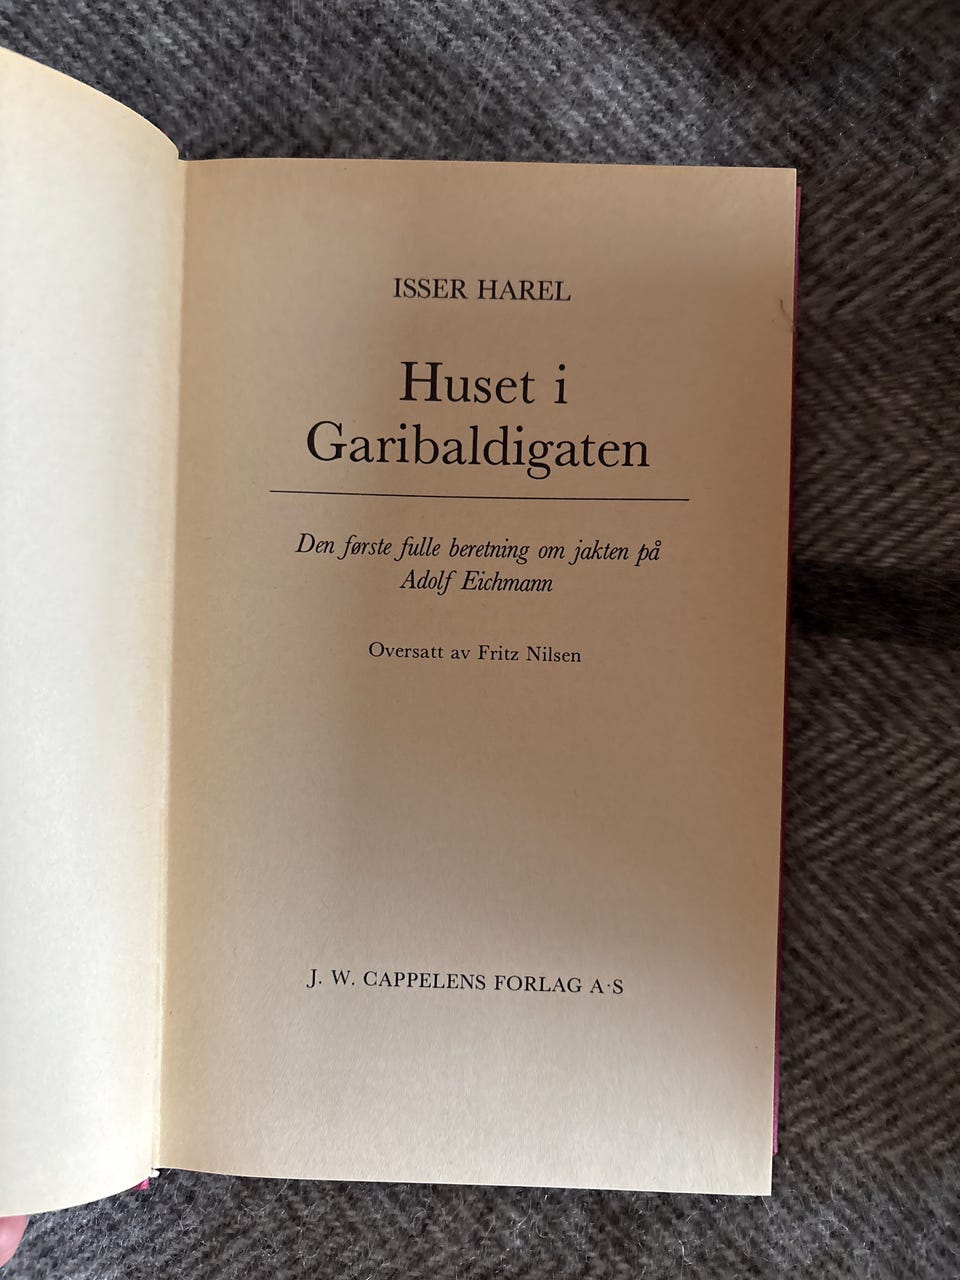 ISSER HAREL
Huset i
Garibaldigaten
Den første fulle beretning om jakten på
Adolf Eichmann
Oversatt av Fritz Nilsen
J. W. CAPPELENS FORLAG A·S